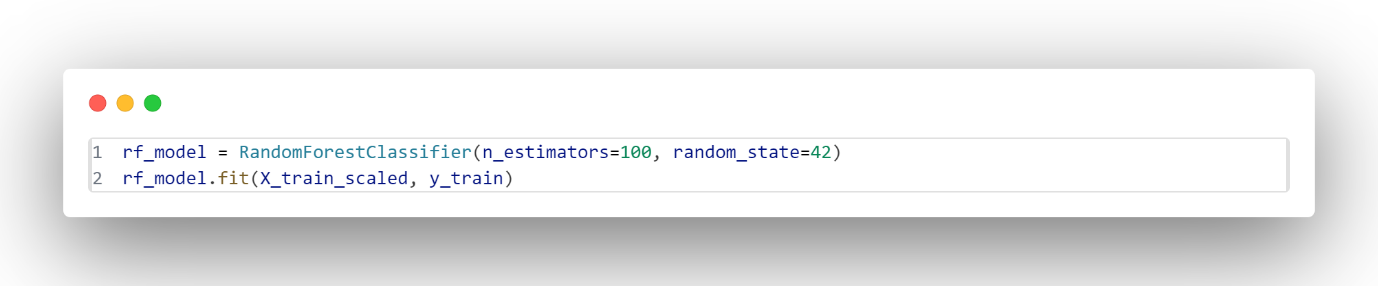 1 rf_model = RandomForestClassifier(n_estimators=100, random_state=42)
2 rf_model.fit(X_train_scaled, y_train)